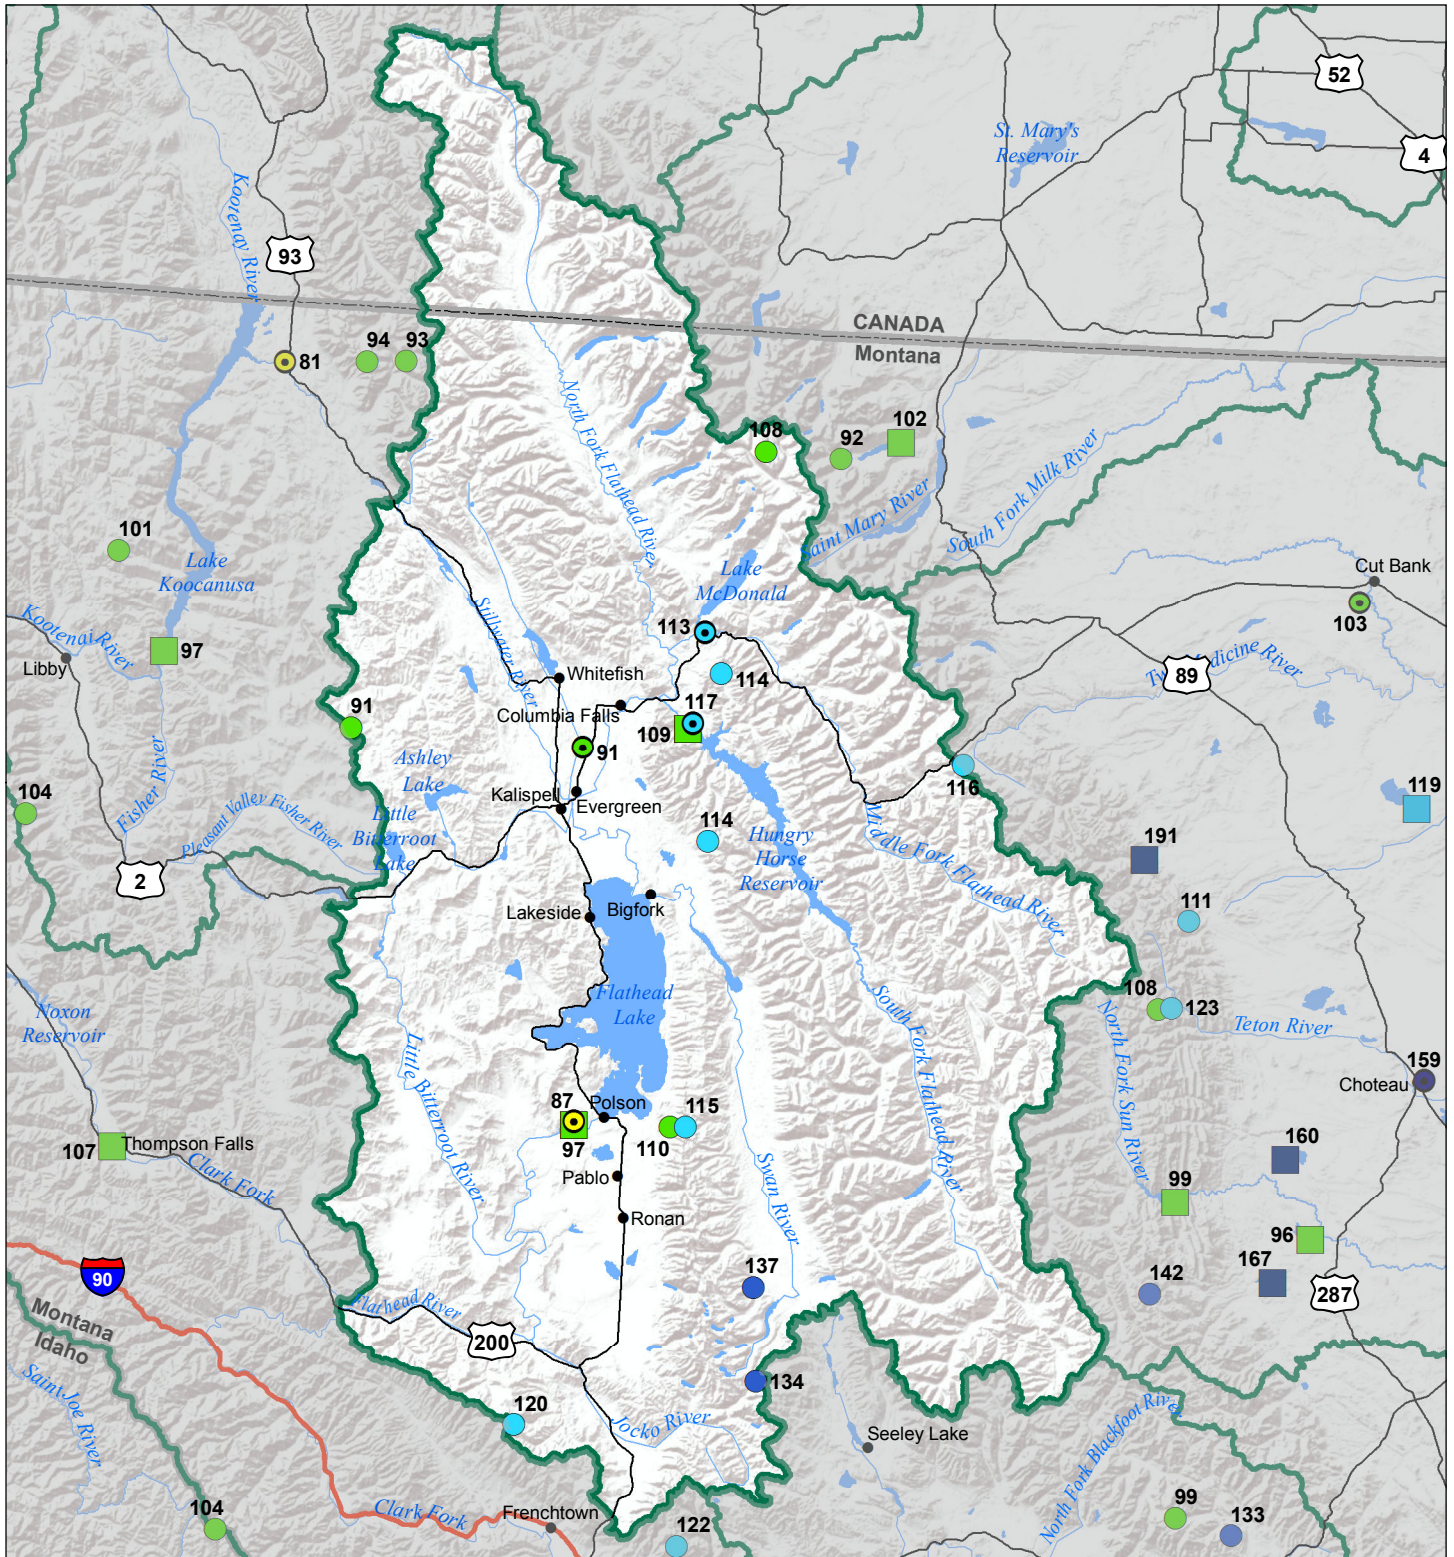 52
St. Mary's
Reservoir
4
Kootenay River
93
CANADA
Montana
94
93
81
North Fork Flathead River
108
92
102
Saint Mary River
South Fork Milk River
101
Lake
Koocanusa
Lake
McDonald
Cut Bank
103
Kootenai River
97
Libby
Stillwater River
113
Whitefish
114
89
Two Medicine River
91
Columbia Falls
117
109
91
Ashley
Lake
116
104
Fisher River
Kalispell
Evergreen
119
Little
Bitterroot
Lake
Pleasant Valley Fisher River
114
Hungry
Horse
Reservoir
Middle Fork Flathead River
191
2
Lakeside
Bigfork
111
Flathead
Lake
South Fork Flathead River
108
123
Noxon
Reservoir
Teton River
North Fork Sun River
Little Bitterroot River
159
Choteau
87
97
Polson
115
110
107
Thompson Falls
Clark Fork
Pablo
Swan River
160
99
Ronan
96
90
137
142
167
287
Montana
Idaho
Flathead River
200
134
Saint Joe River
120
Jocko River
Seeley Lake
North Fork Blackfoot River
104
Clark Fork
Frenchtown
122
99
133